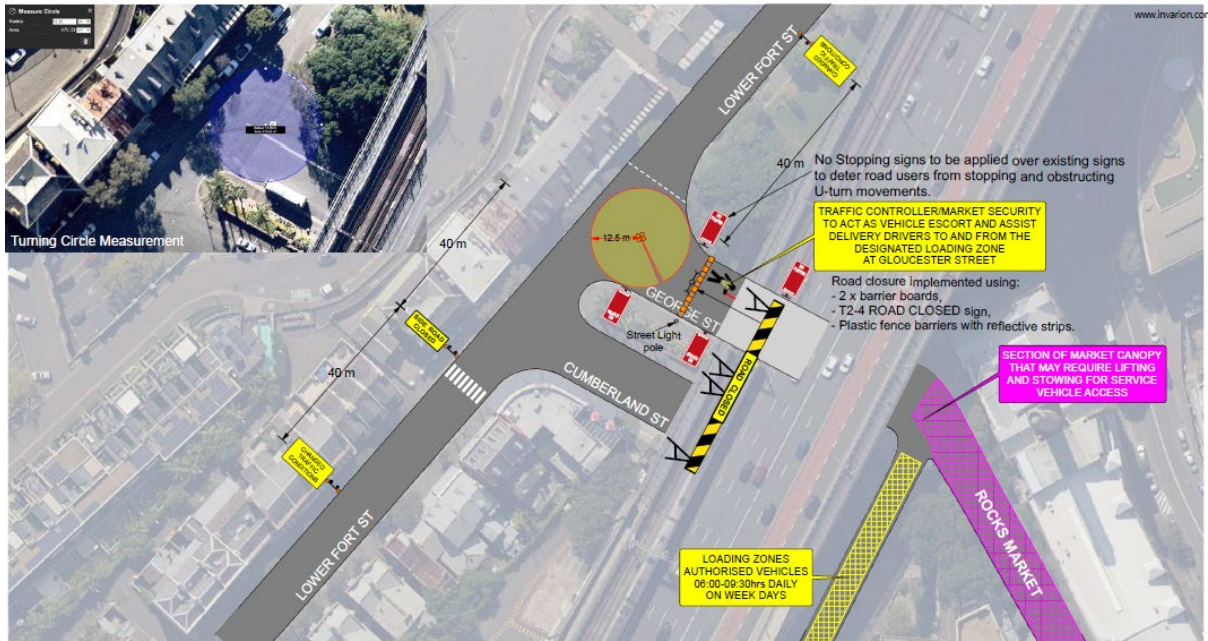 Measure Circle
Radius
Area
Turning Circle Measurement
www.invarion.com
LOWER FORT ST
CHANGED
TRAFFIC
CONDITIONS
40 m
No Stopping signs to be applied over existing signs
to deter road users from stopping and obstructing
U-turn movements.
TRAFFIC CONTROLLER/MARKET SECURITY
TO ACT AS VEHICLE ESCORT AND ASSIST
DELIVERY DRIVERS TO AND FROM THE
DESIGNATED LOADING ZONE
AT GLOUCESTER STREET
Road closure implemented using:
- 2 x barrier boards,
- T2-4 ROAD CLOSED sign,
- Plastic fence barriers with reflective strips.
12.5 m
GEORGE ST
Street Light
pole
40 m
SIDE ROAD
CLOSED
40 m
CUMBERLAND ST
ROAD CLOSED
SECTION OF MARKET CANOPY
THAT MAY REQUIRE LIFTING
AND STOWING FOR SERVICE
VEHICLE ACCESS
CHANGED
TRAFFIC
CONDITIONS
LOWER FORT ST
LOADING ZONES
AUTHORISED VEHICLES
06:00-09:30hrs DAILY
ON WEEK DAYS
ROCKS MARKET